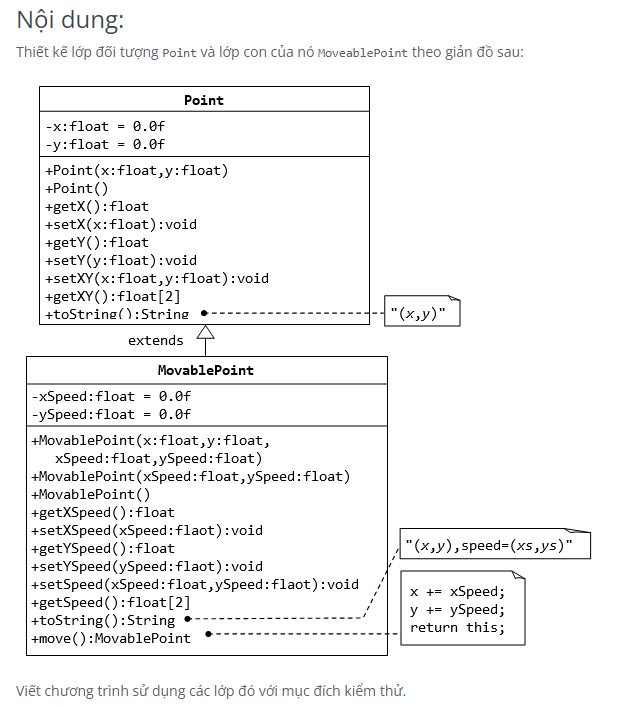 Nội dung:
Thiết kế lớp đối tượng Point và lớp con của nó MoveablePoint theo giản đồ sau:
Point
-x:float = 0.0f
-y:float = 0.0f
+Point(x:float,y:float)
+Point()
+getX():float
+setX(x:float):void
+getY():float
+setY(y:float):void
+setXY(x:float,y:float):void
+getXY():float[2]
+toString():String
"(x,y)"
extends
MovablePoint
-xSpeed:float = 0.0f
-ySpeed:float = 0.0f
+MovablePoint(x:float,y:float,
xSpeed:float,ySpeed:float)
+MovablePoint(xSpeed:float,ySpeed:float)
+MovablePoint()
+getXSpeed():float
+setXSpeed(xSpeed:flaot):void
+getYSpeed():float
+setYSpeed(ySpeed:flaot):void
+setSpeed(xSpeed:float,ySpeed:flaot):void
+getSpeed():float[2]
+toString():String
+move():MovablePoint
"(x,y),speed=(xs,ys)"
x += xSpeed;
y += ySpeed;
return this;
Viết chương trình sử dụng các lớp đó với mục đích kiểm thử.